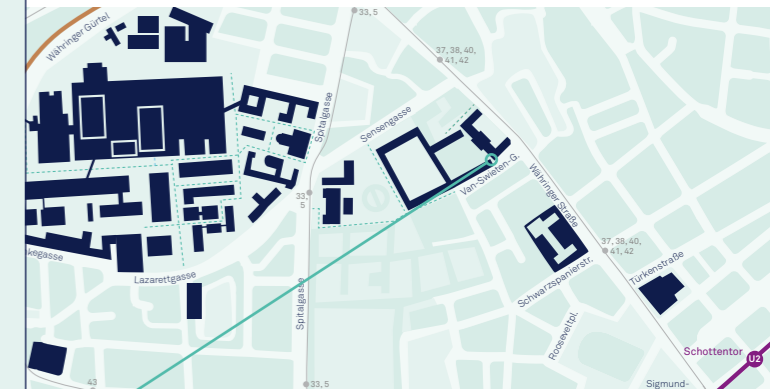 Währinger Gürtel
33, 5
37, 38, 40,
41, 42
Spitalgasse
Sensengasse
Van-Swieten-G.
Währinger Straße
33,
5
37, 38, 40,
41, 42
kegasse
Lazarettgasse
Schwarzspanierstr.
Türkenstraße
Spitalgasse
Rooseveltpl.
Schottentor
U2
43
33, 5
Sigmund-